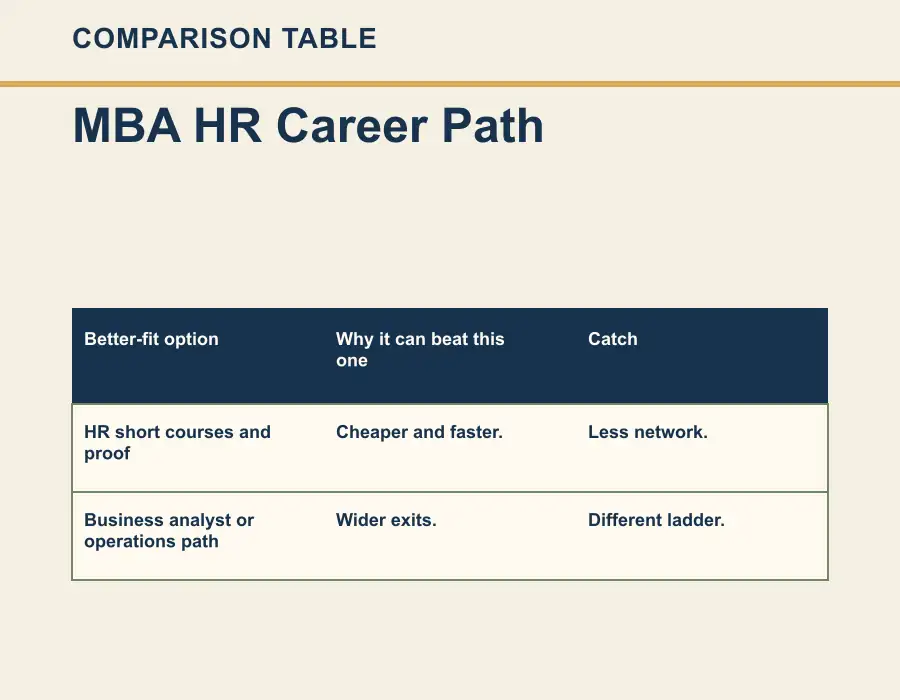 COMPARISON TABLE
MBA HR Career Path
Better-fit option
Why it can beat this
one
Catch
HR short courses and
proof
Cheaper and faster.
Less network.
Business analyst or
operations path
Wider exits.
Different ladder.